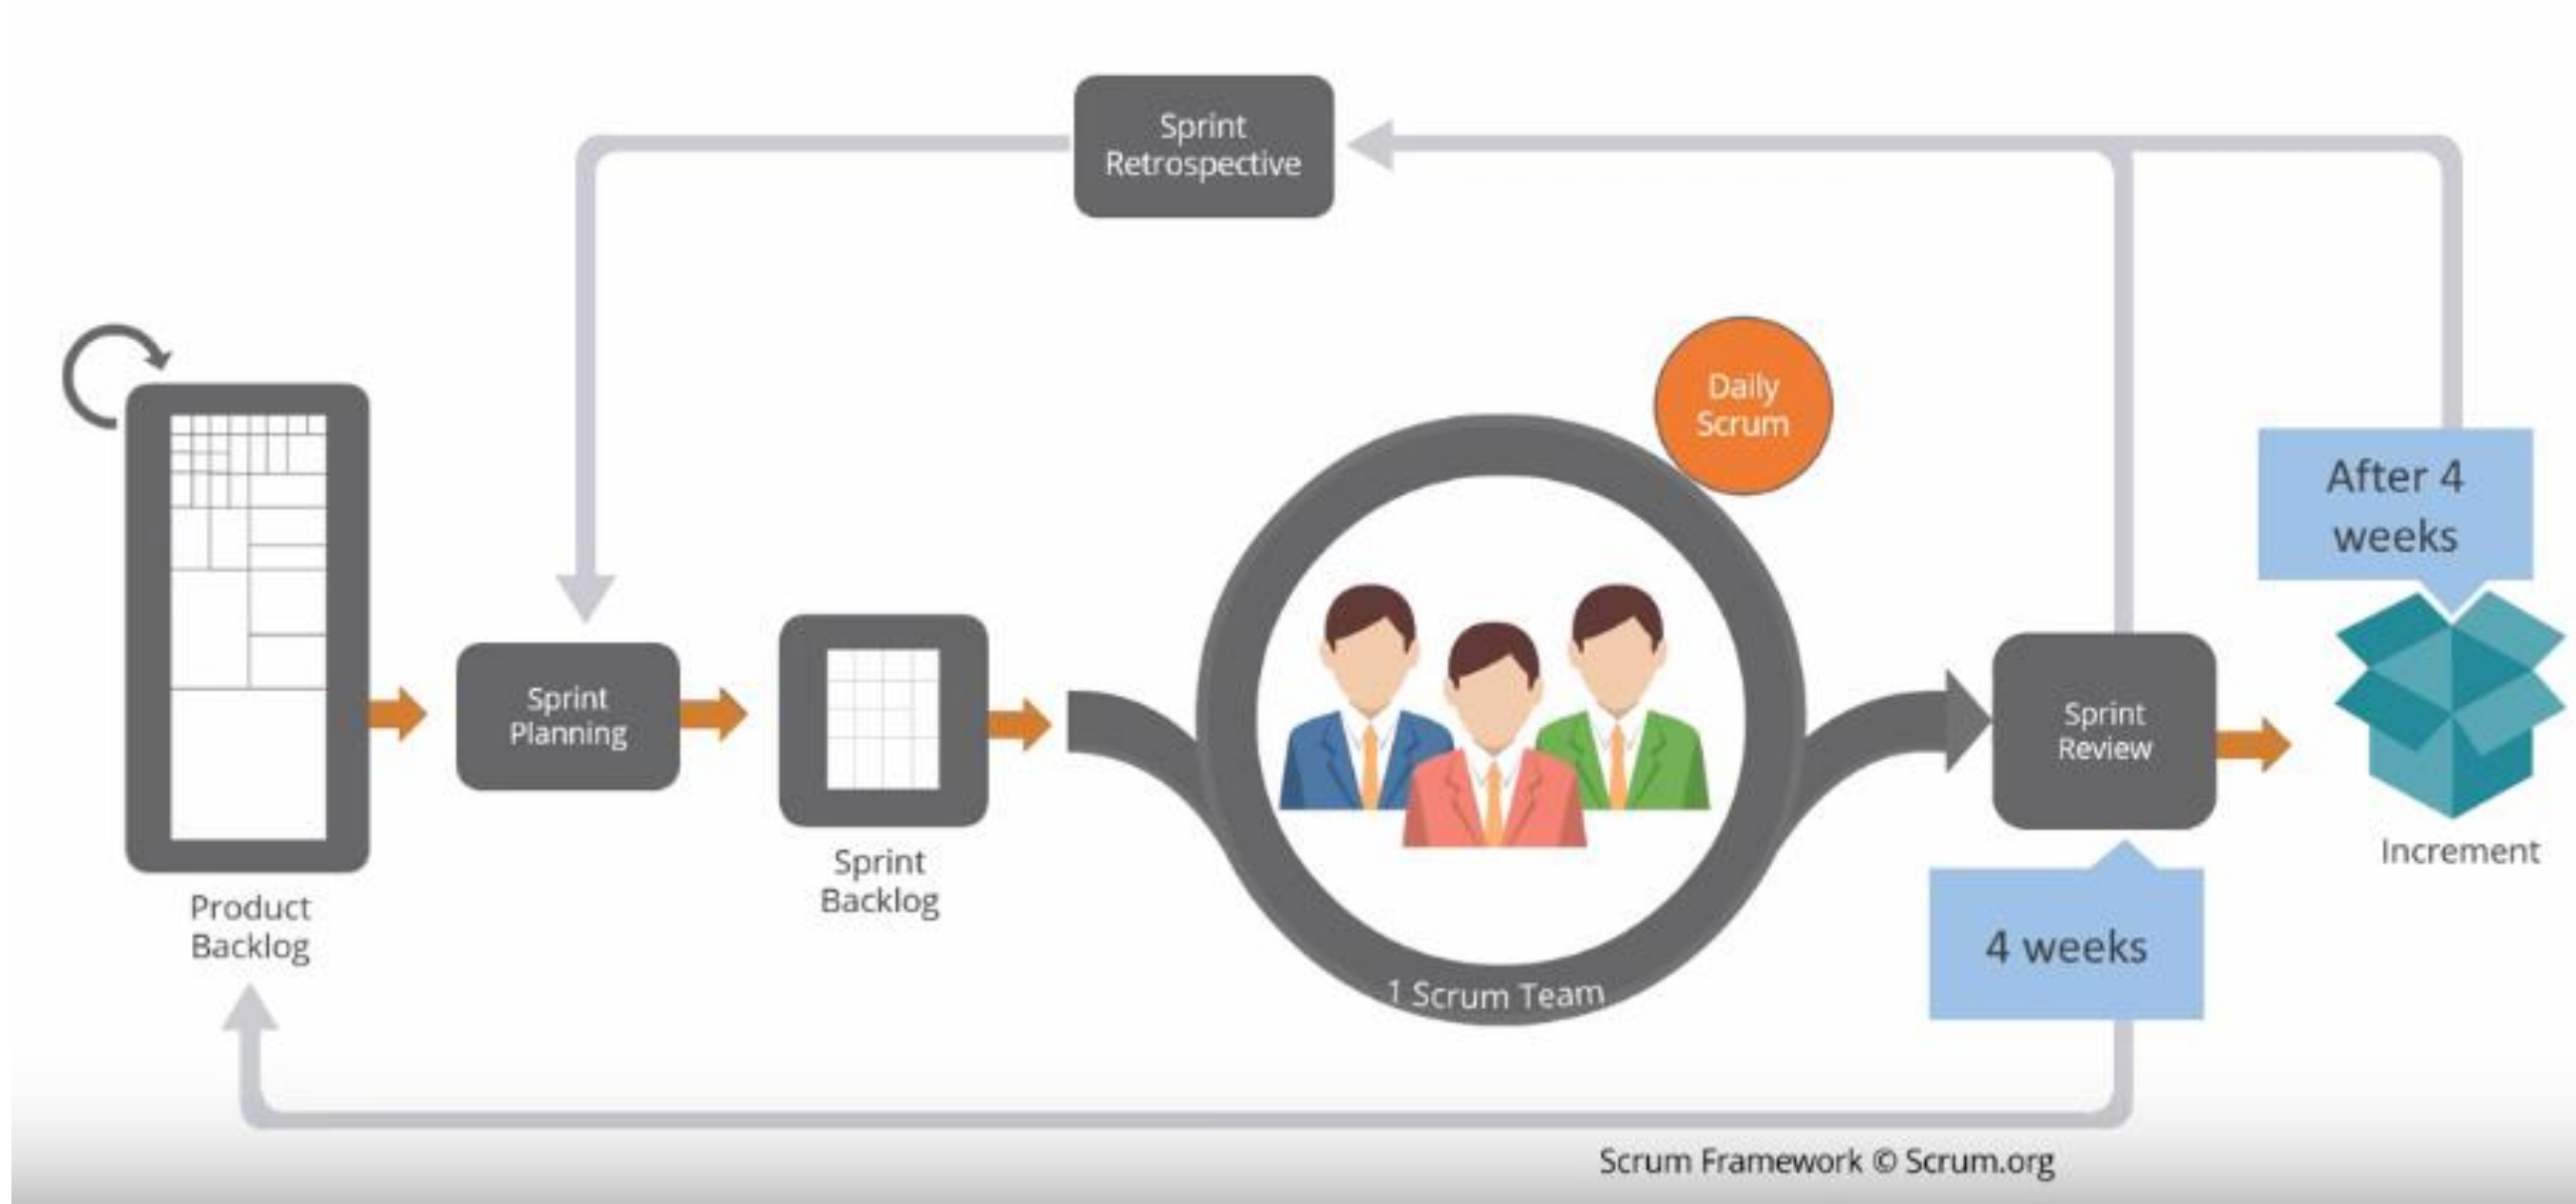 Sprint
Retrospective
Daily
Scrum
After 4
weeks
Sprint
Planning
Sprint
Review
Sprint
Backlog
Increment
Product
Backlog
4 weeks
1 Scrum Team
Scrum Framework © Scrum.org